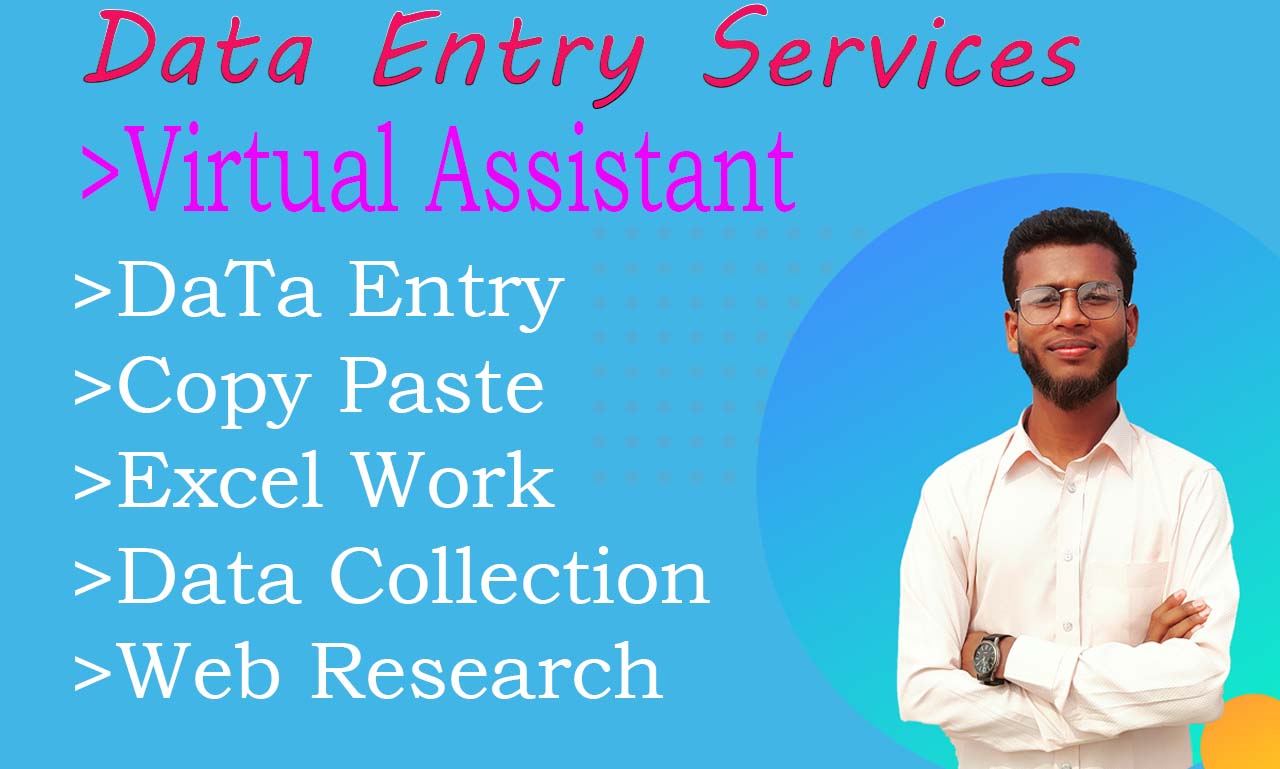 Data Entry Services
>Virtual Assistant
>DaTa Entry
>Copy Paste
>Excel Work
>Data Collection
>Web Research